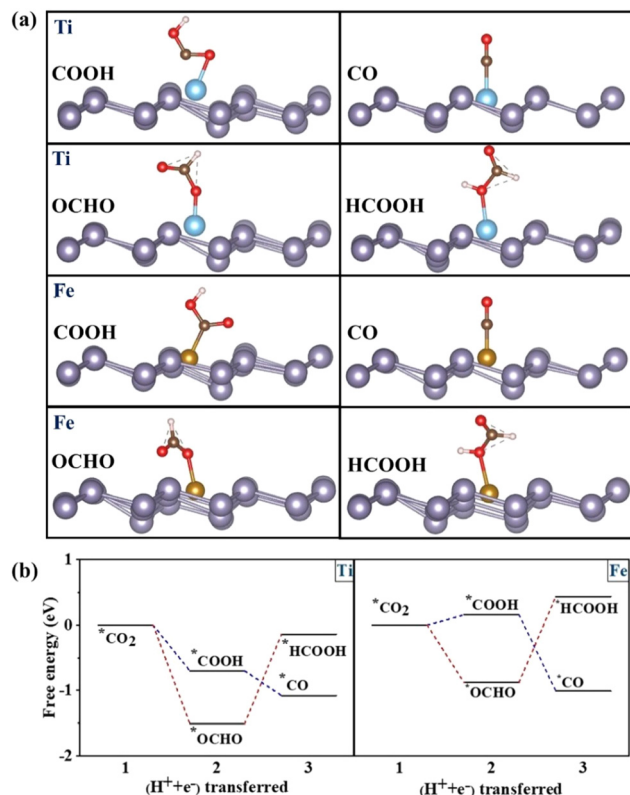 (a)
Ti
COOH
CO
Ti
OCHO
HCOOH
Fe
COOH
CO
Fe
OCHO
HCOOH
(b)
Free energy (eV)
1
0
-1
-2
Ti
*CO2
*COOH
*OCHO
*HCOOH
*CO
1 2 3
(H⁺+e⁻) transferred
Fe
*CO2
*COOH
*OCHO
*HCOOH
*CO
1 2 3
(H⁺+e⁻) transferred